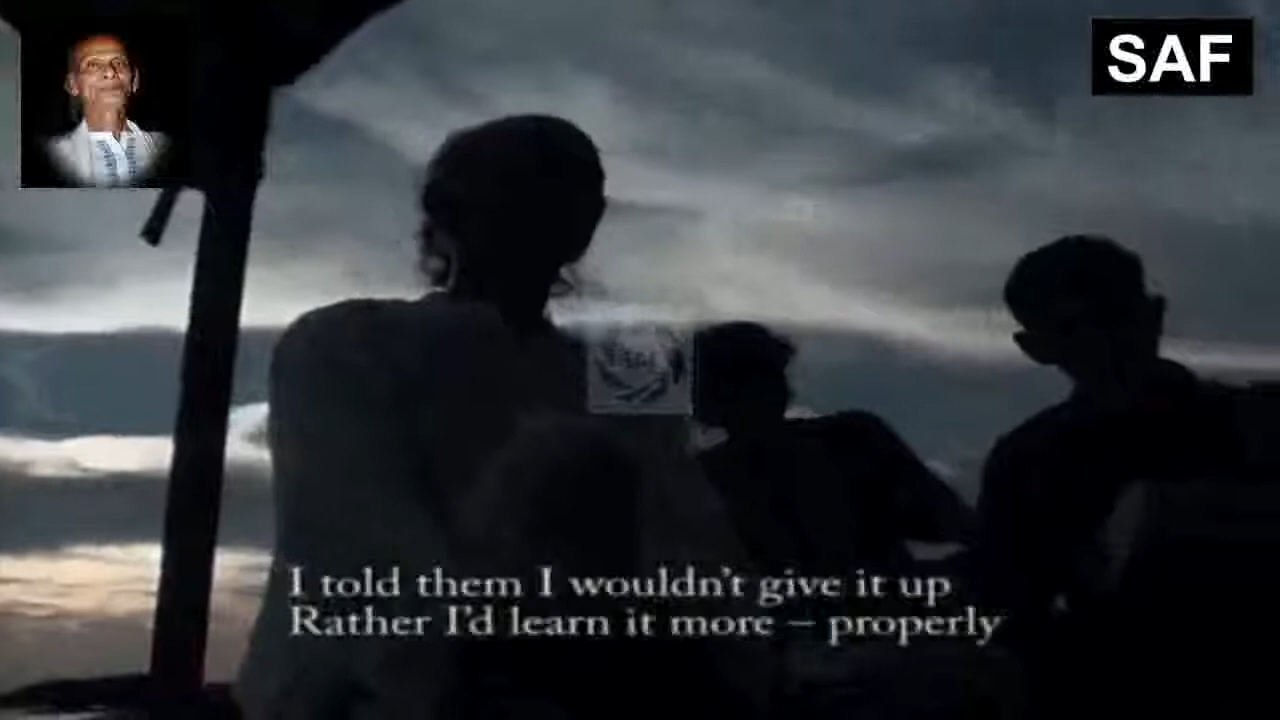 SAF
I told them I wouldn't give it up
Rather I'd learn it more – properly